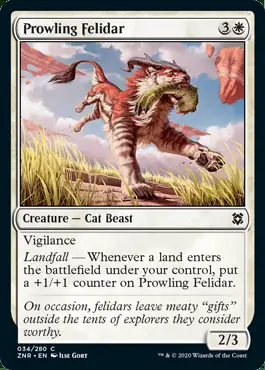 Prowling Felidar 3
Creature — Cat Beast
Vigilance
Landfall — Whenever a land enters
the battlefield under your control, put
a +1/+1 counter on Prowling Felidar.
On occasion, felidars leave meaty "gifts"
outside the tents of explorers they consider
worthy.
2/3
034/280 C
ZNR • EN Ilse Gort
™ & © 2020 Wizards of the Coast